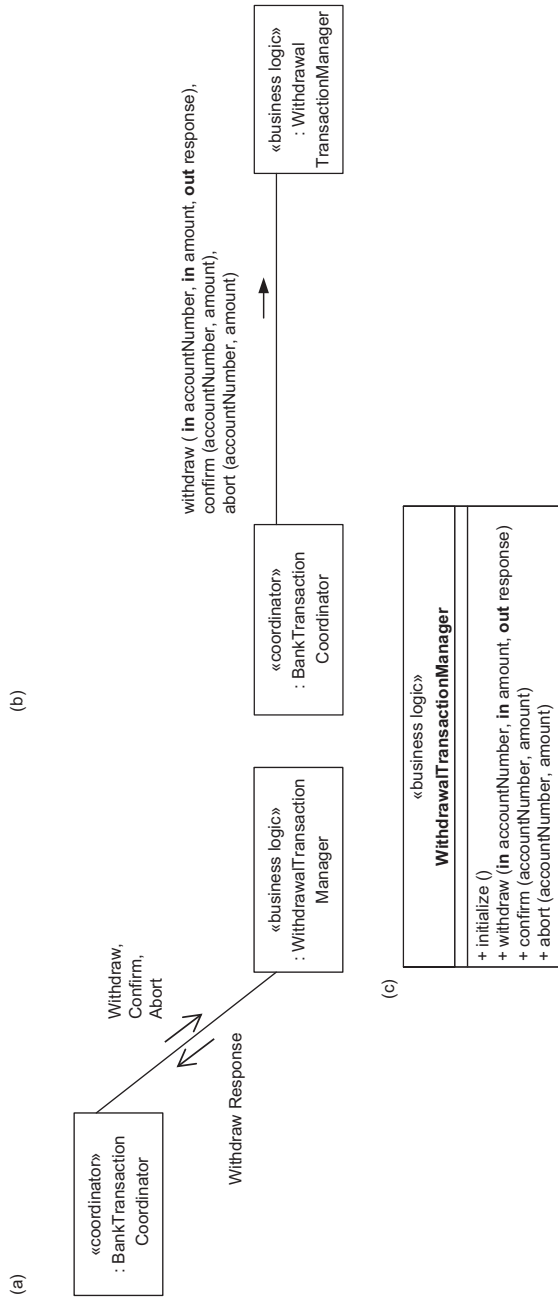 (a)
«coordinator»
: BankTransaction
Coordinator
Withdraw,
Confirm,
Abort
Withdraw Response
«business logic»
: WithdrawalTransaction
Manager
(b)
«coordinator»
: BankTransaction
Coordinator
withdraw ( in accountNumber, in amount, out response),
confirm (accountNumber, amount),
abort (accountNumber, amount)
«business logic»
: Withdrawal
TransactionManager
(c)
«business logic»
WithdrawalTransactionManager
+ initialize ()
+ withdraw (in accountNumber, in amount, out response)
+ confirm (accountNumber, amount)
+ abort (accountNumber, amount)